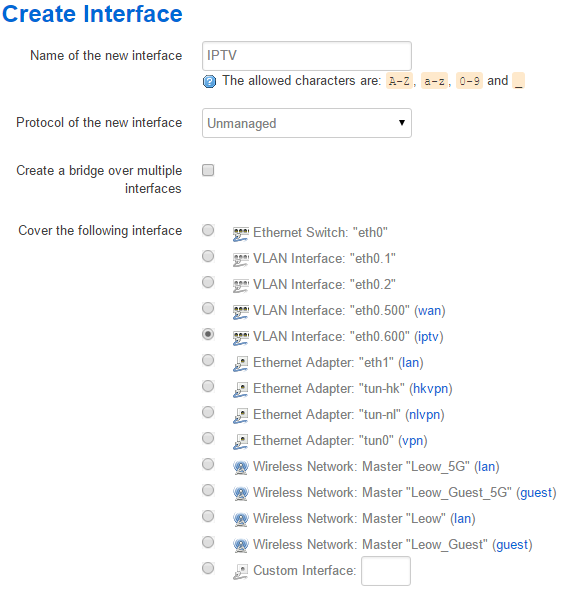 Create Interface
Name of the new interface
IPTV
The allowed characters are: A-Z, a-z, 0-9 and _
Protocol of the new interface
Unmanaged
Create a bridge over multiple
interfaces
Cover the following interface
Ethernet Switch: "eth0"
VLAN Interface: "eth0.1"
VLAN Interface: "eth0.2"
VLAN Interface: "eth0.500" (wan)
VLAN Interface: "eth0.600" (iptv)
Ethernet Adapter: "eth1" (lan)
Ethernet Adapter: "tun-hk" (hkvpn)
Ethernet Adapter: "tun-nl" (nlvpn)
Ethernet Adapter: "tun0" (vpn)
Wireless Network: Master "Leow_5G" (lan)
Wireless Network: Master "Leow_Guest_5G" (guest)
Wireless Network: Master "Leow" (lan)
Wireless Network: Master "Leow_Guest" (guest)
Custom Interface: